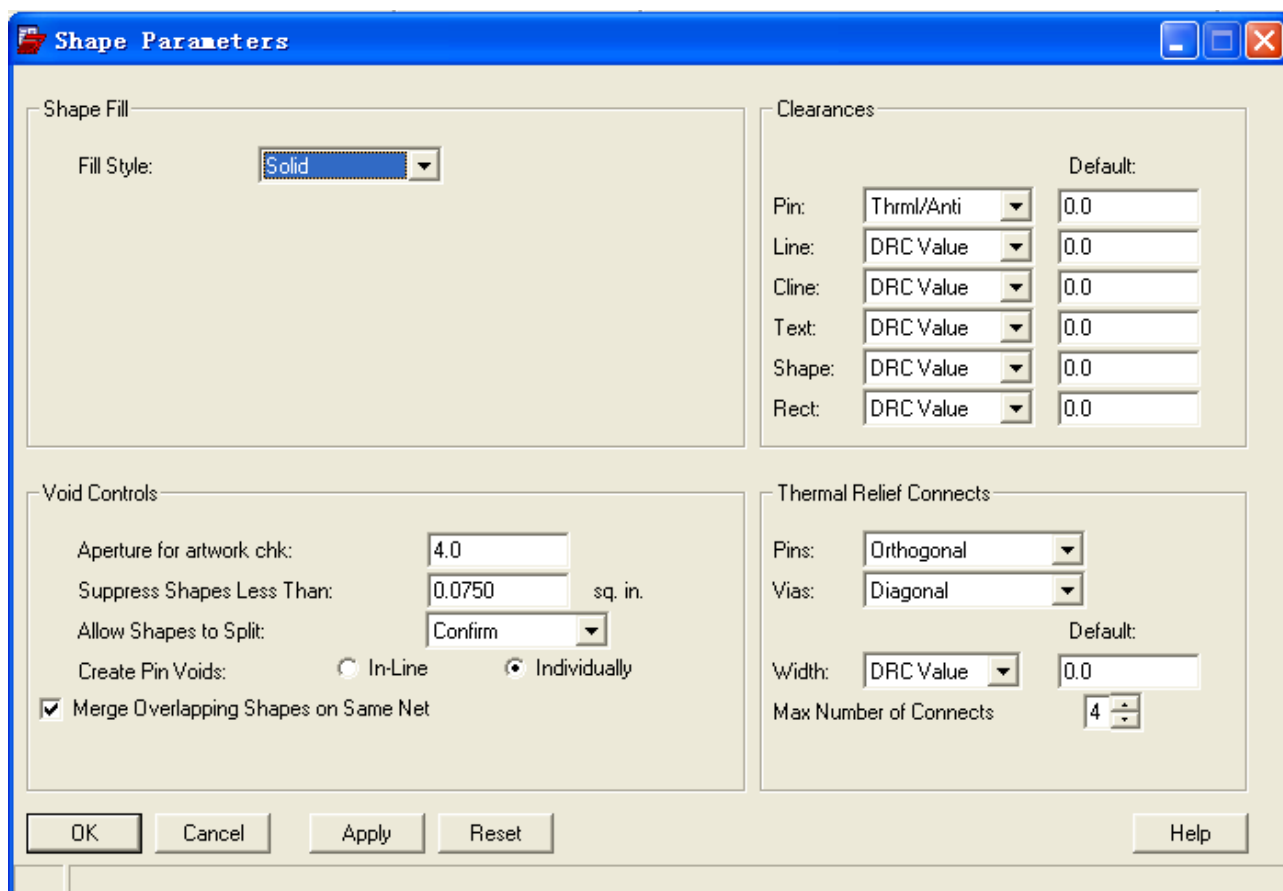 Shape Parameters
Shape Fill
Fill Style: Solid
Clearances
Default:
Pin: Thrml/Anti 0.0
Line: DRC Value 0.0
Cline: DRC Value 0.0
Text: DRC Value 0.0
Shape: DRC Value 0.0
Rect: DRC Value 0.0
Void Controls
Aperture for artwork chk: 4.0
Suppress Shapes Less Than: 0.0750 sq. in.
Allow Shapes to Split: Confirm
Create Pin Voids: In-Line Individually
Merge Overlapping Shapes on Same Net
Thermal Relief Connects
Pins: Orthogonal
Vias: Diagonal
Default:
Width: DRC Value 0.0
Max Number of Connects 4
OK Cancel Apply Reset Help